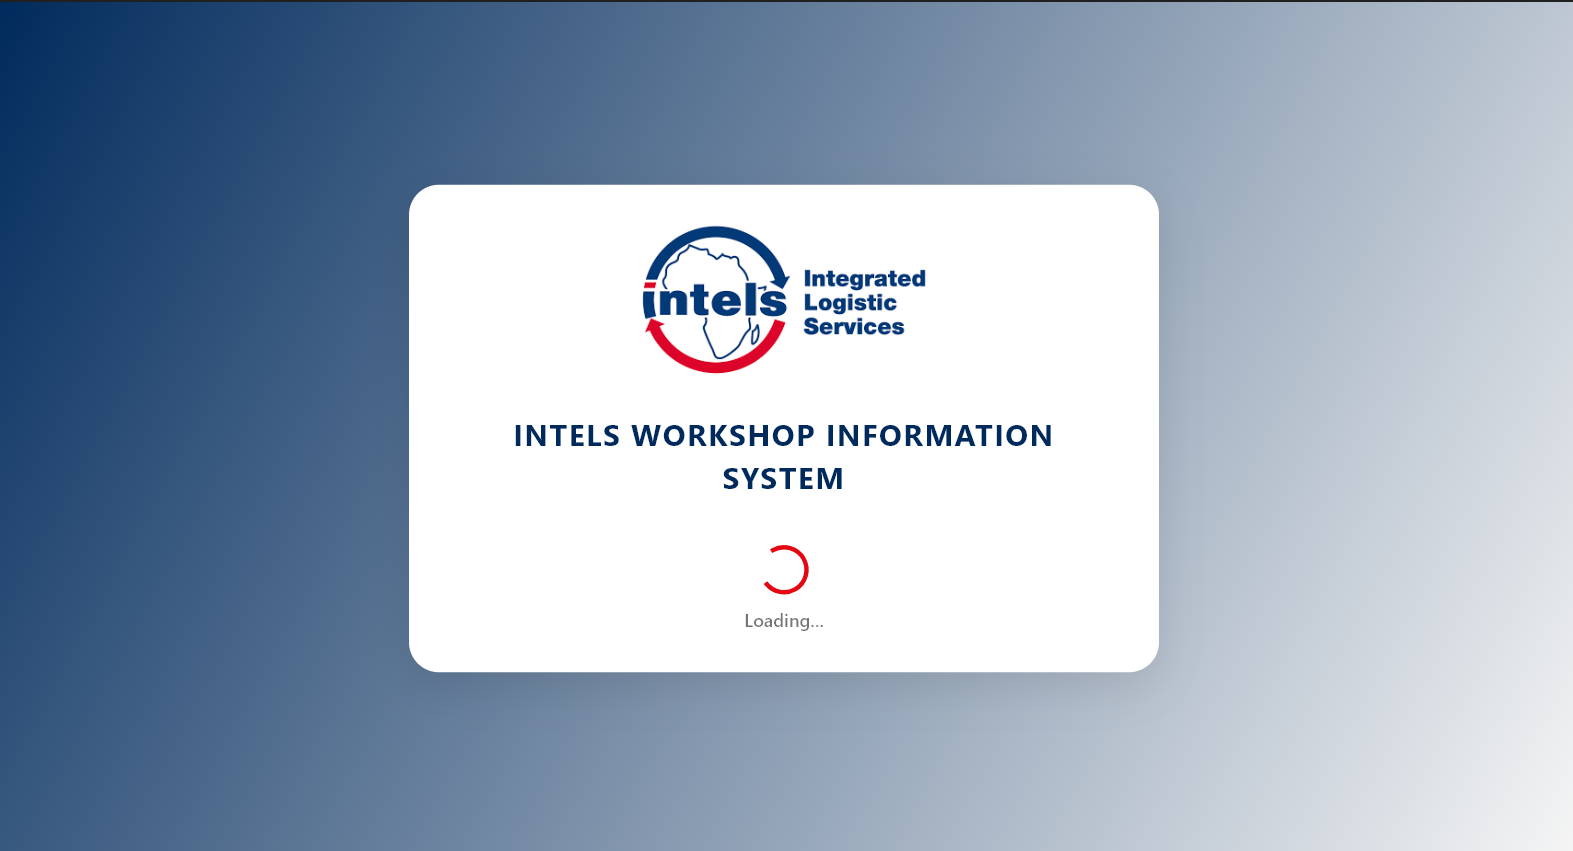 intels
Integrated
Logistic
Services
INTELS WORKSHOP INFORMATION
SYSTEM
Loading...